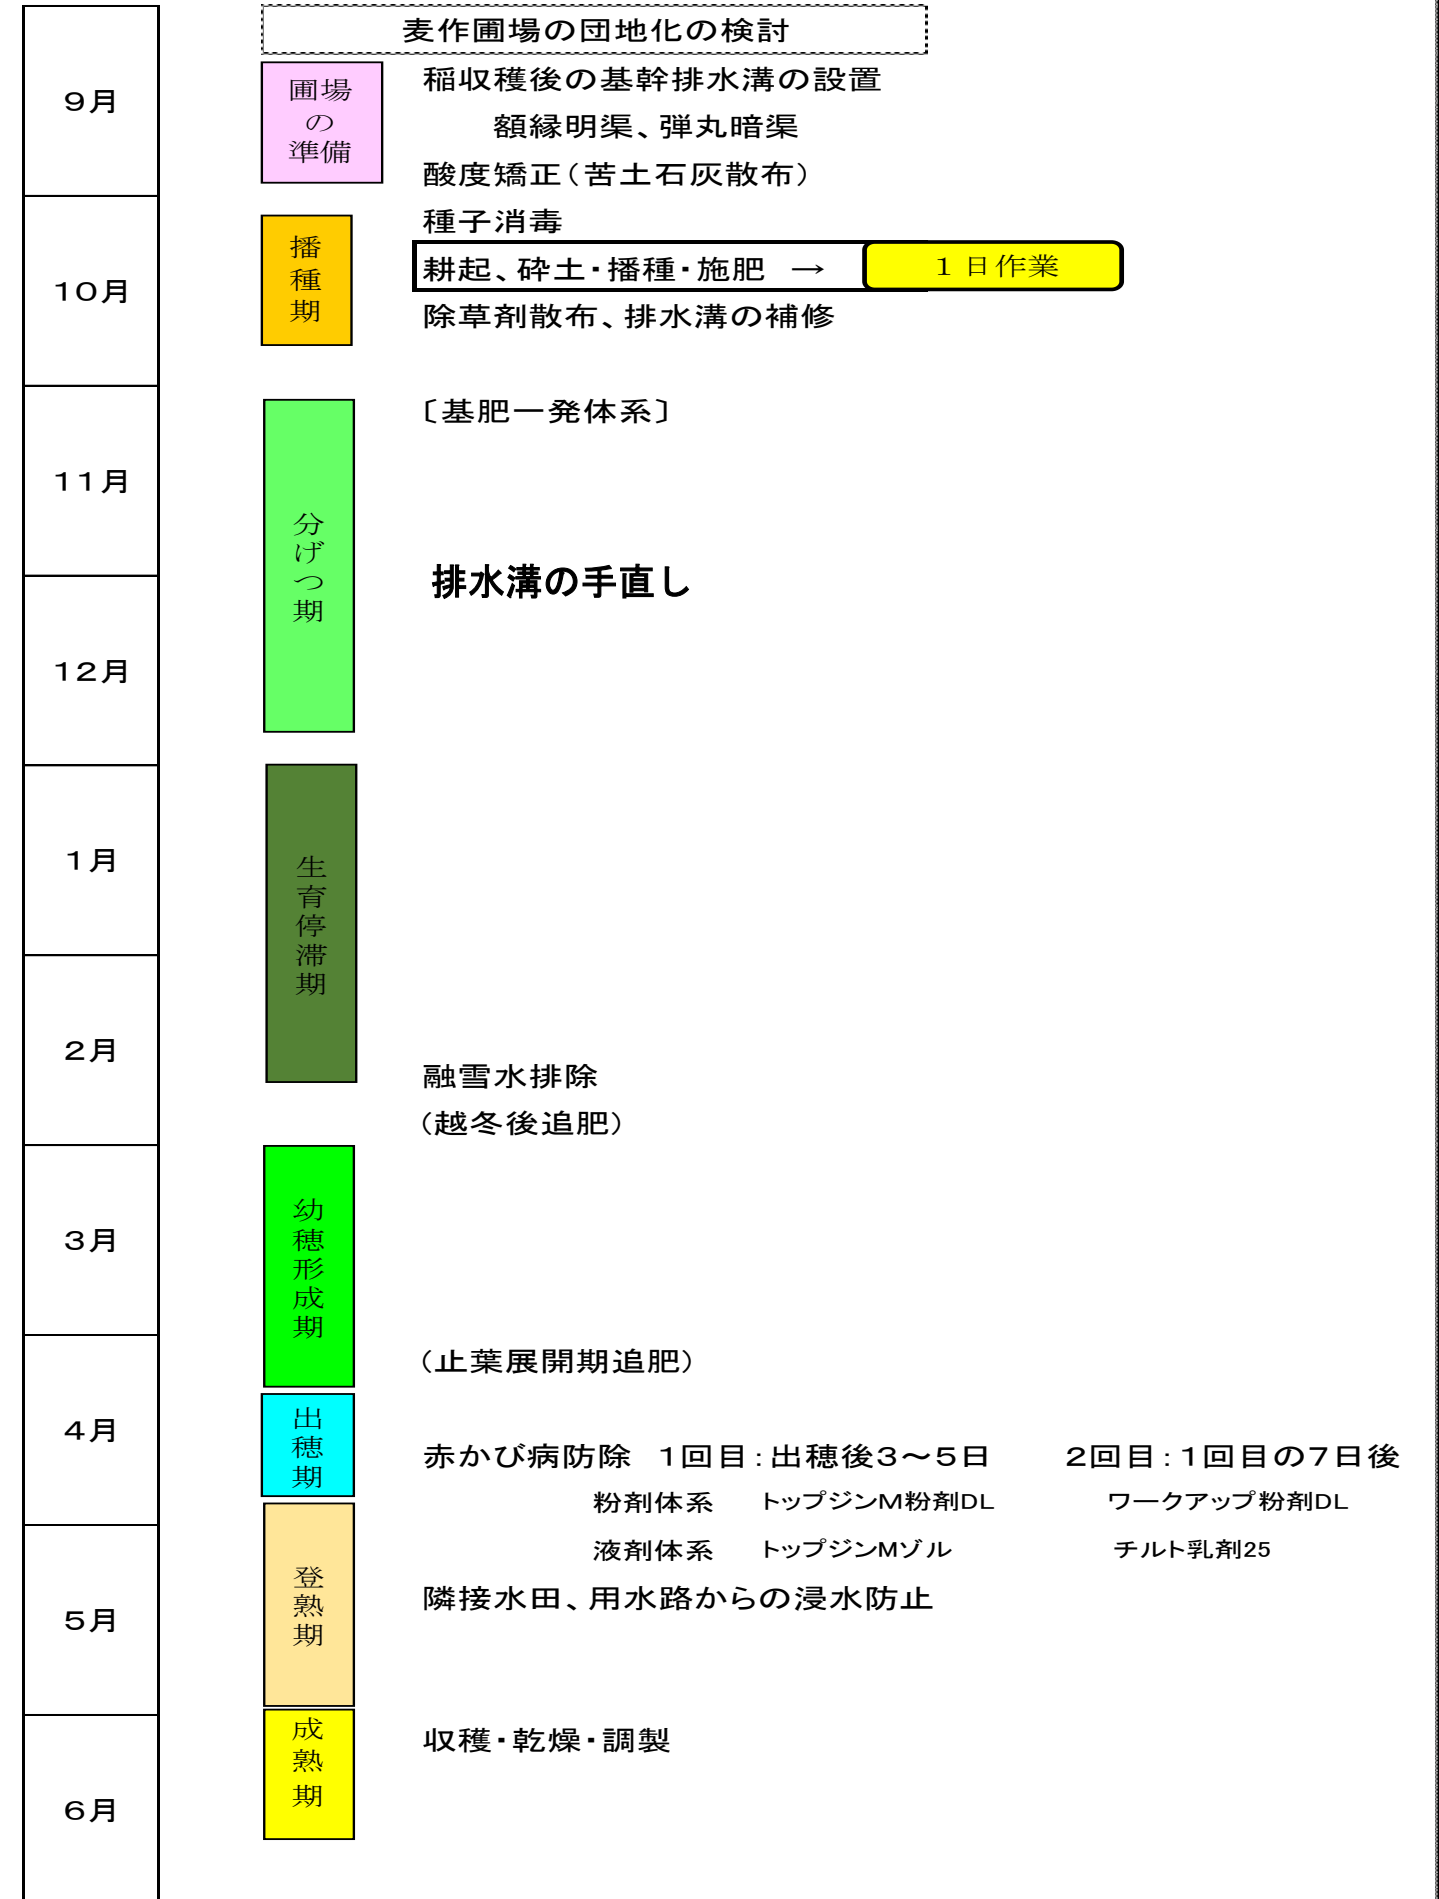 麦作圃場の団地化の検討
9月
圃場
の
準備
稲収穫後の基幹排水溝の設置
額縁明渠、弾丸暗渠
酸度矯正(苦土石灰散布)
10月
播種期
種子消毒
耕起、砕土・播種・施肥 → 1日作業
除草剤散布、排水溝の補修
11月
〔基肥一発体系〕
分げつ期
排水溝の手直し
12月
1月
生育停滞期
2月
融雪水排除
(越冬後追肥)
3月
幼穂形成期
(止葉展開期追肥)
4月
出穂期
赤かび病防除 1回目:出穂後3～5日 2回目:1回目の7日後
粉剤体系 トップジンM粉剤DL ワークアップ粉剤DL
液剤体系 トップジンMゾル チルト乳剤25
5月
登熟期
隣接水田、用水路からの浸水防止
成熟期
収穫・乾燥・調製
6月